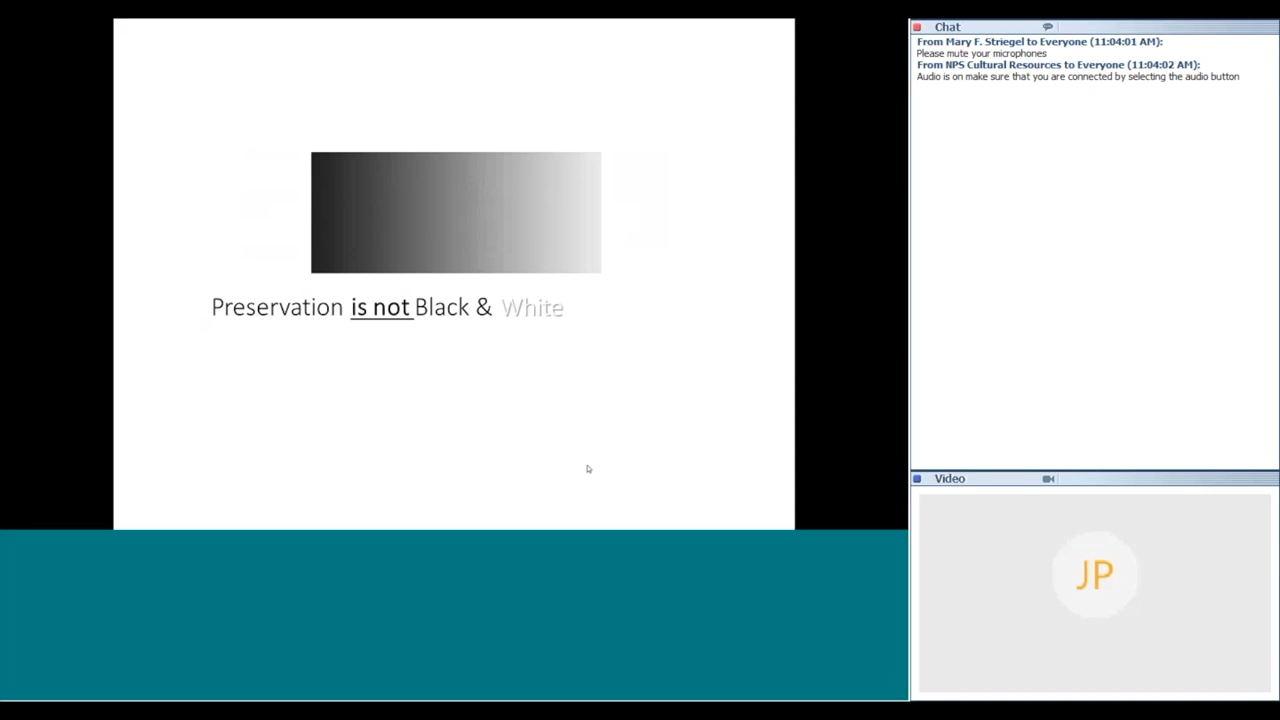 Preservation is not Black & White
Chat
From Mary F. Striegel to Everyone (11:04:01 AM):
Please mute your microphones
From NPS Cultural Resources to Everyone (11:04:02 AM):
Audio is on make sure that you are connected by selecting the audio button
Video
JP